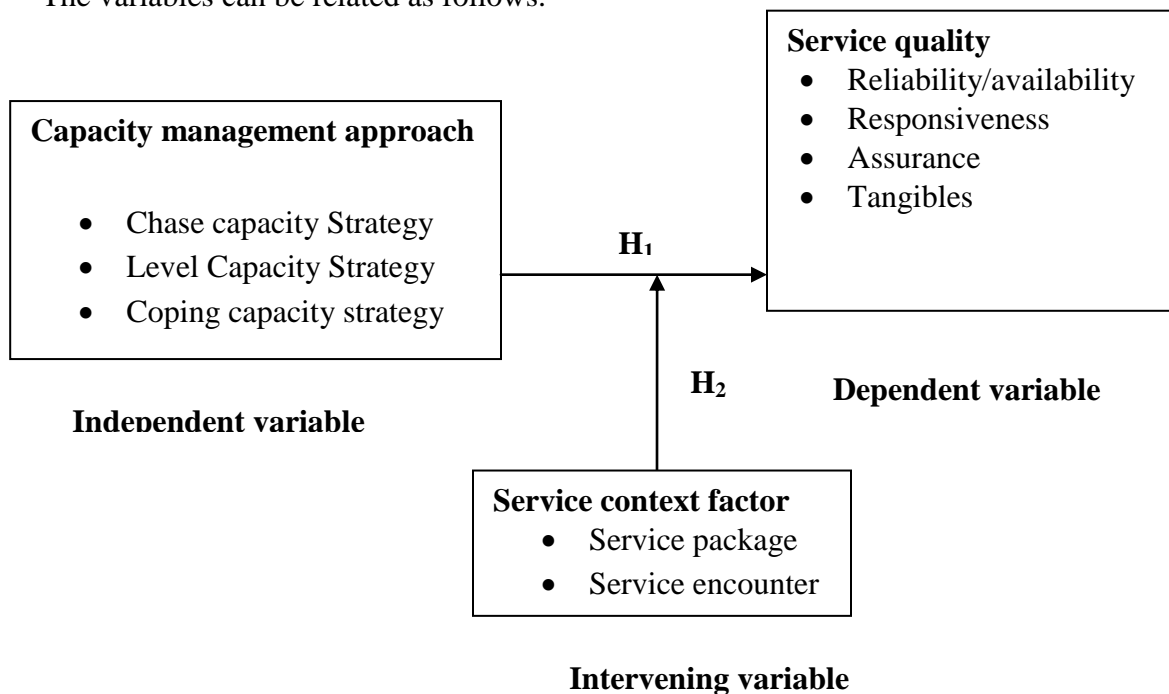 The variables can be related as follows:
Service quality
• Reliability/availability
• Responsiveness
• Assurance
• Tangibles
Capacity management approach
• Chase capacity Strategy
• Level Capacity Strategy
• Coping capacity strategy
H₁
H₂
Dependent variable
Independent variable
Service context factor
• Service package
• Service encounter
Intervening variable